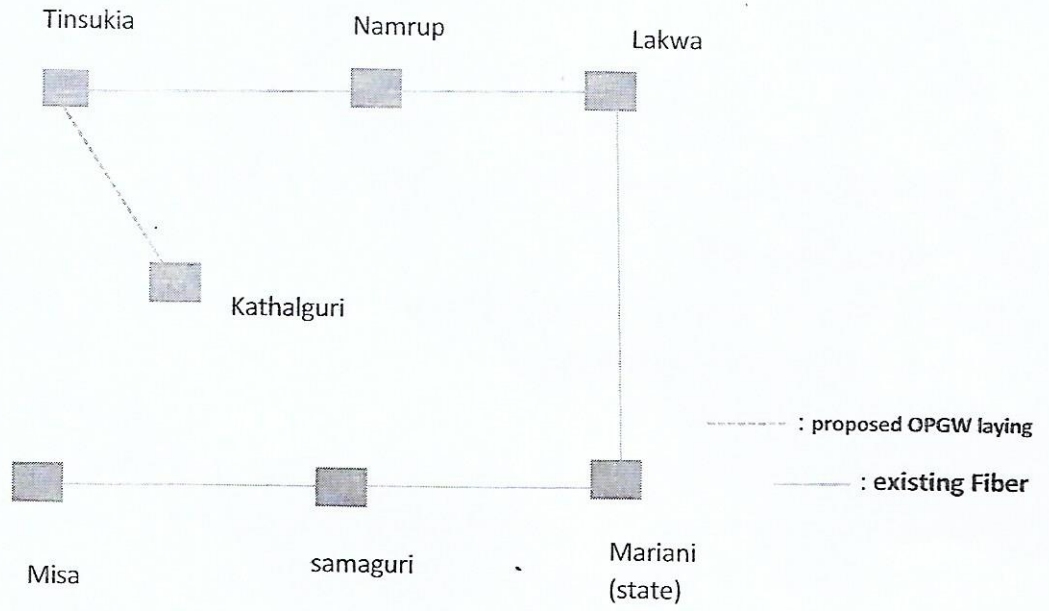 Tinsukia
Namrup
Lakwa
Kathalguri
: proposed OPGW laying
: existing Fiber
Misa
samaguri
Mariani
(state)